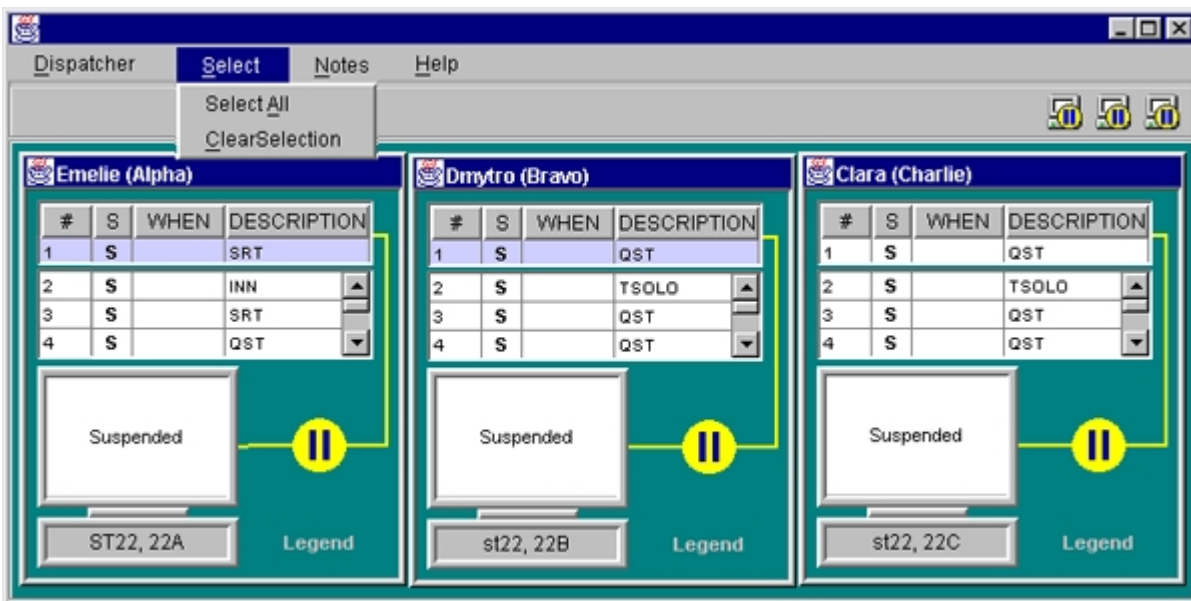 Dispatcher Select Notes Help
Select All
ClearSelection
Emelie (Alpha)
# S WHEN DESCRIPTION
1 S SRT
2 S INN
3 S SRT
4 S QST
Suspended
ST22, 22A
Legend
Dmytro (Bravo)
# S WHEN DESCRIPTION
1 S QST
2 S TSOLO
3 S QST
4 S QST
Suspended
st22, 22B
Legend
Clara (Charlie)
# S WHEN DESCRIPTION
1 S QST
2 S TSOLO
3 S QST
4 S QST
Suspended
st22, 22C
Legend